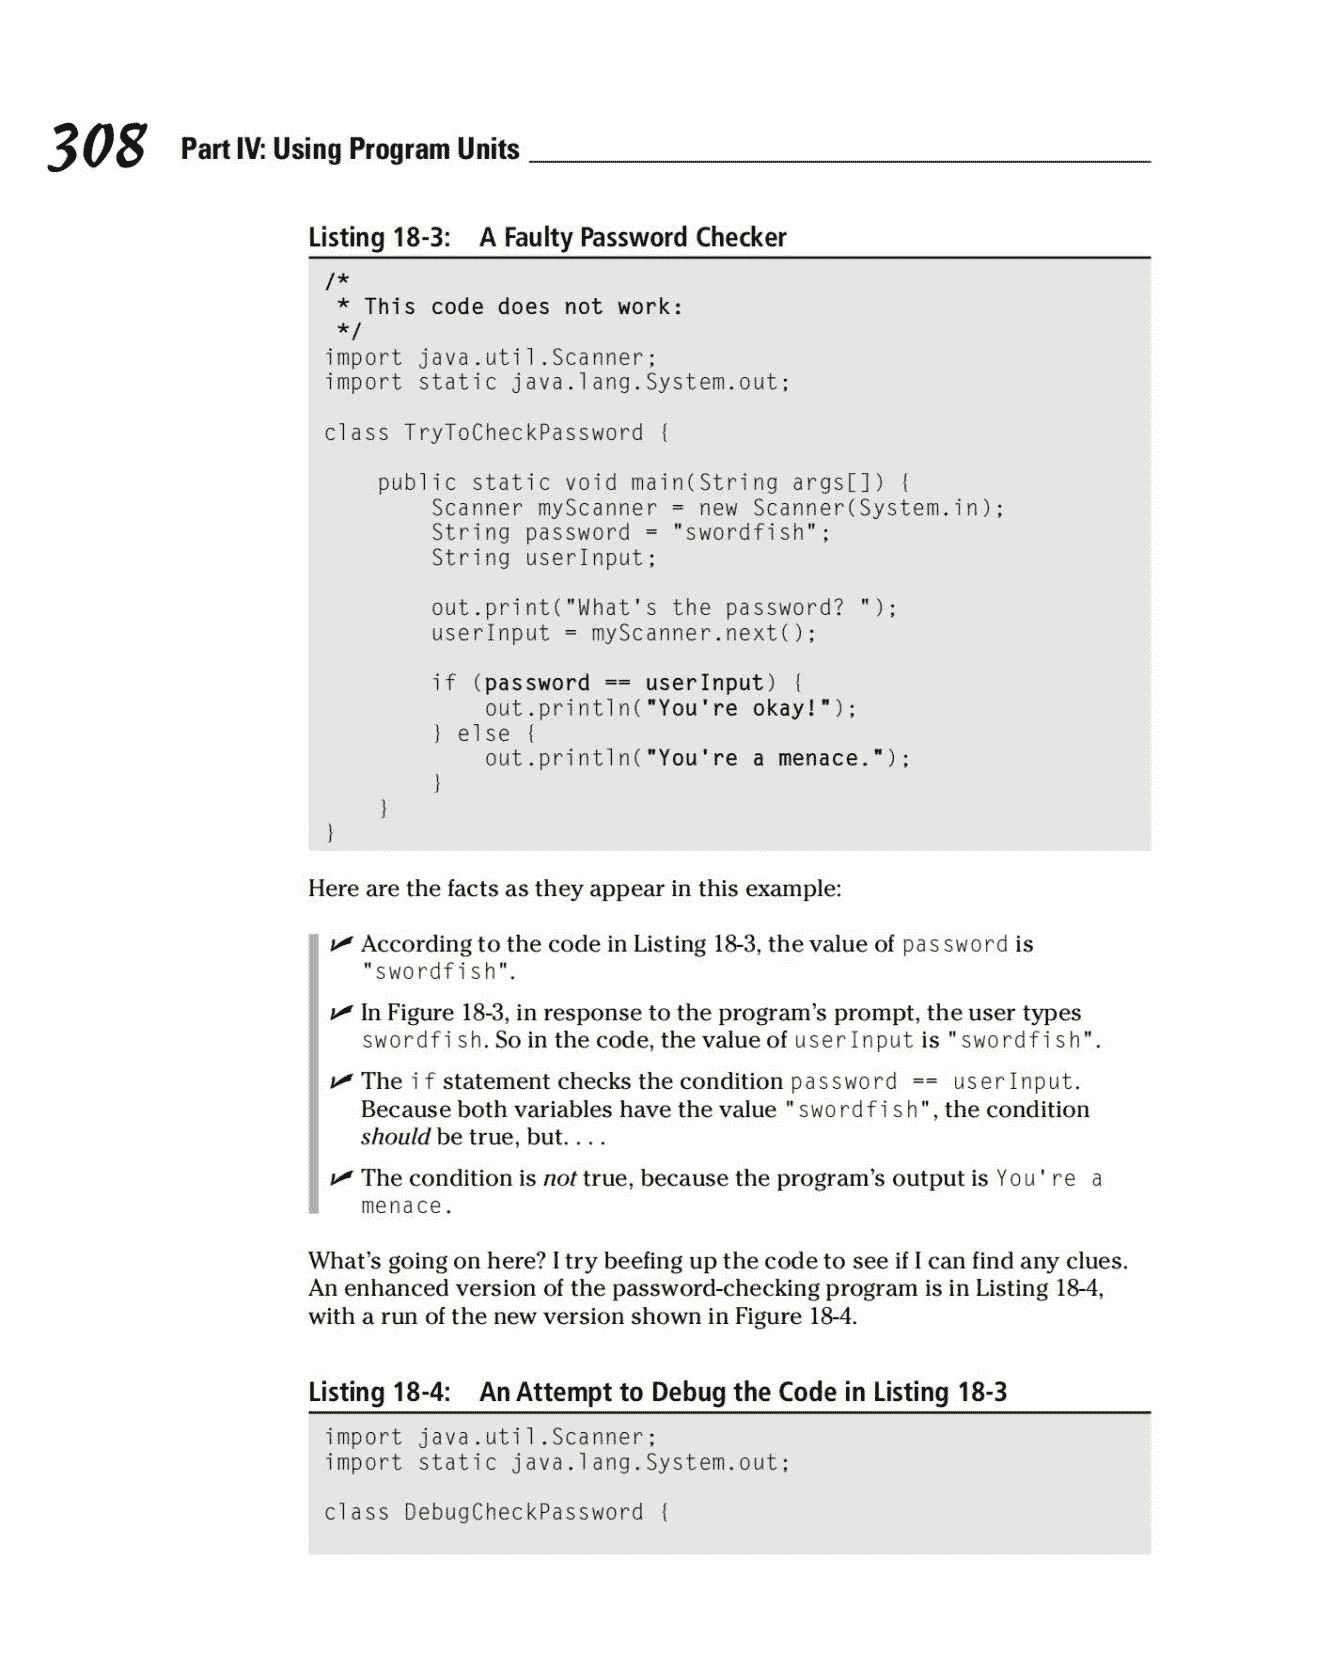 308 Part IV: Using Program Units
Listing 18-3: A Faulty Password Checker
/*
 * This code does not work:
 */
import java.util.Scanner;
import static java.lang.System.out;
class TryToCheckPassword {
    public static void main(String args[]) {
        Scanner myScanner = new Scanner(System.in);
        String password = "swordfish";
        String userInput;
        out.print("What's the password? ");
        userInput = myScanner.next();
        if (password == userInput) {
            out.println("You're okay!");
        } else {
            out.println("You're a menace.");
        }
    }
}
Here are the facts as they appear in this example:
✓ According to the code in Listing 18-3, the value of password is
"swordfish".
✓ In Figure 18-3, in response to the program's prompt, the user types
swordfish. So in the code, the value of userInput is "swordfish".
✓ The if statement checks the condition password == userInput.
Because both variables have the value "swordfish", the condition
should be true, but. . . .
✓ The condition is not true, because the program's output is You're a
menace.
What's going on here? I try beefing up the code to see if I can find any clues.
An enhanced version of the password-checking program is in Listing 18-4,
with a run of the new version shown in Figure 18-4.
Listing 18-4: An Attempt to Debug the Code in Listing 18-3
import java.util.Scanner;
import static java.lang.System.out;
class DebugCheckPassword {